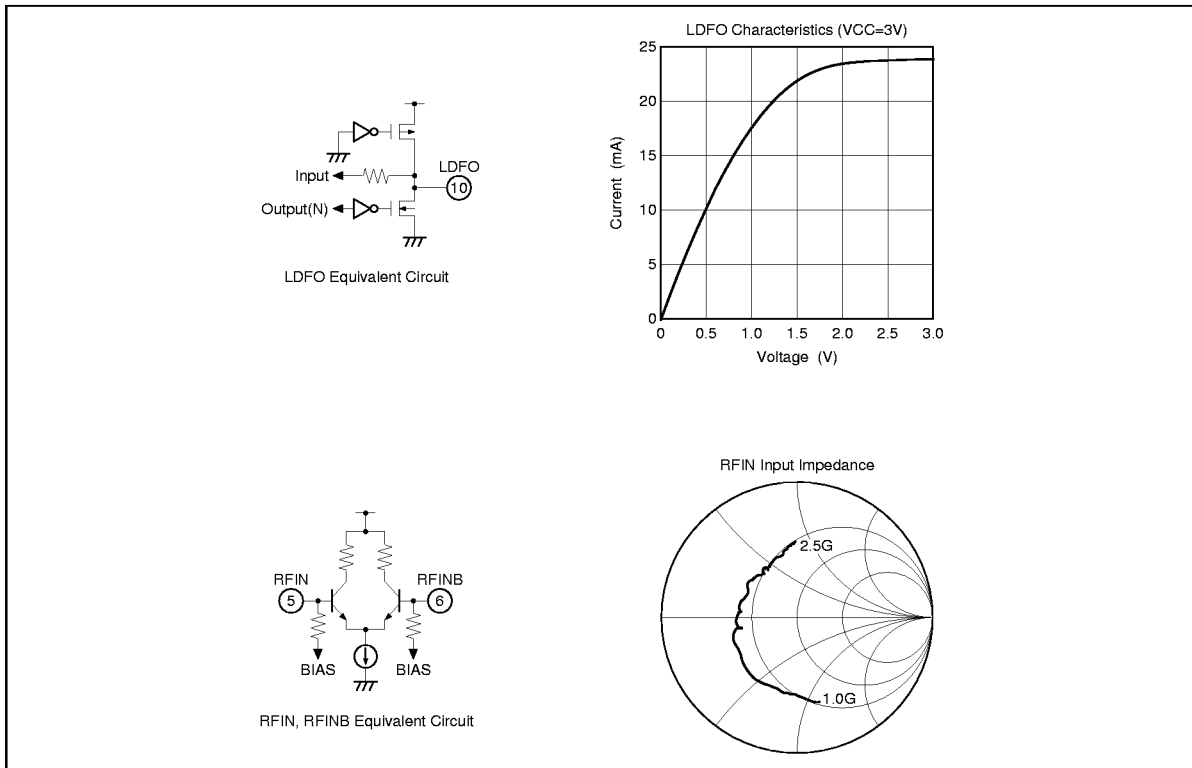 LDFO Characteristics (VCC=3V)
25
20
15
10
5
0
Current (mA)
0 0.5 1.0 1.5 2.0 2.5 3.0
Voltage (V)
LDFO
10
Input
Output(N)
LDFO Equivalent Circuit
RFIN Input Impedance
2.5G
1.0G
RFIN
5
RFINB
6
BIAS
BIAS
RFIN, RFINB Equivalent Circuit